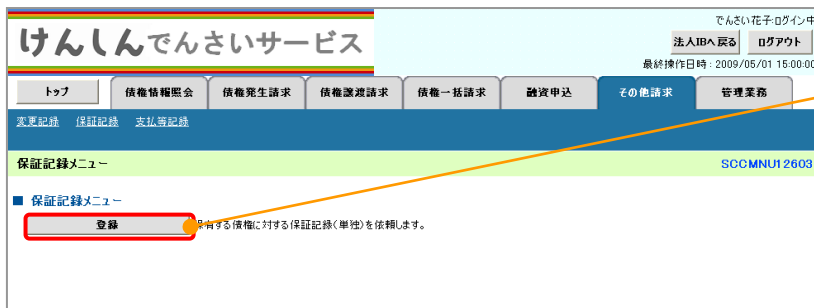 でんさい花子:ログイン中
けんしんでんさいサービス
法人IBへ戻る ログアウト
最終操作日時:2009/05/01 15:00:00
トップ 債権情報照会 債権発生請求 債権譲渡請求 債権一括請求 融資申込 その他請求 管理業務
変更記録 保証記録 支払等記録
保証記録メニュー SCCMNU12603
■ 保証記録メニュー
登録 保有する債権に対する保証記録(単独)を依頼します。